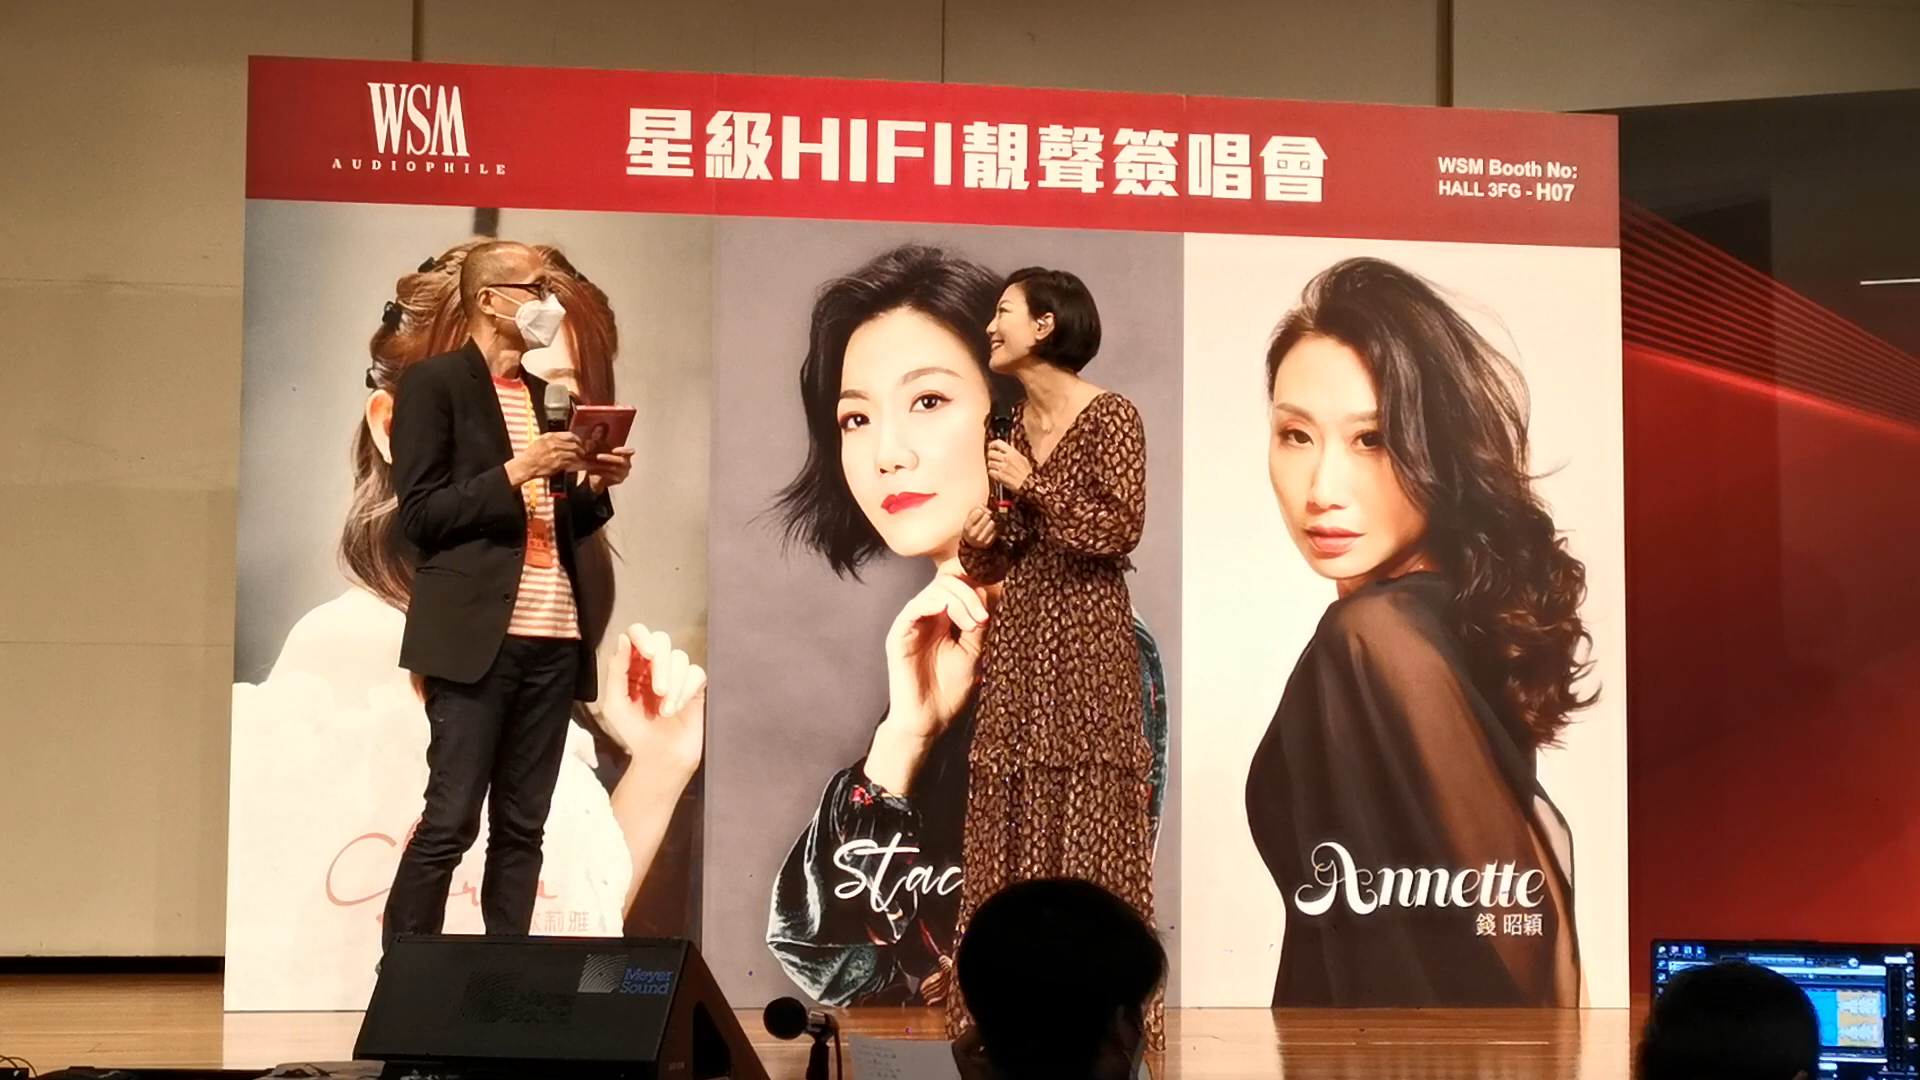 WSM
AUDIOPHILE
星級HIFI靚聲簽唱會
WSM Booth No:
HALL 3FG - H07
Stac
Annette
錢 昭穎
莉雅
Meyer
Sound